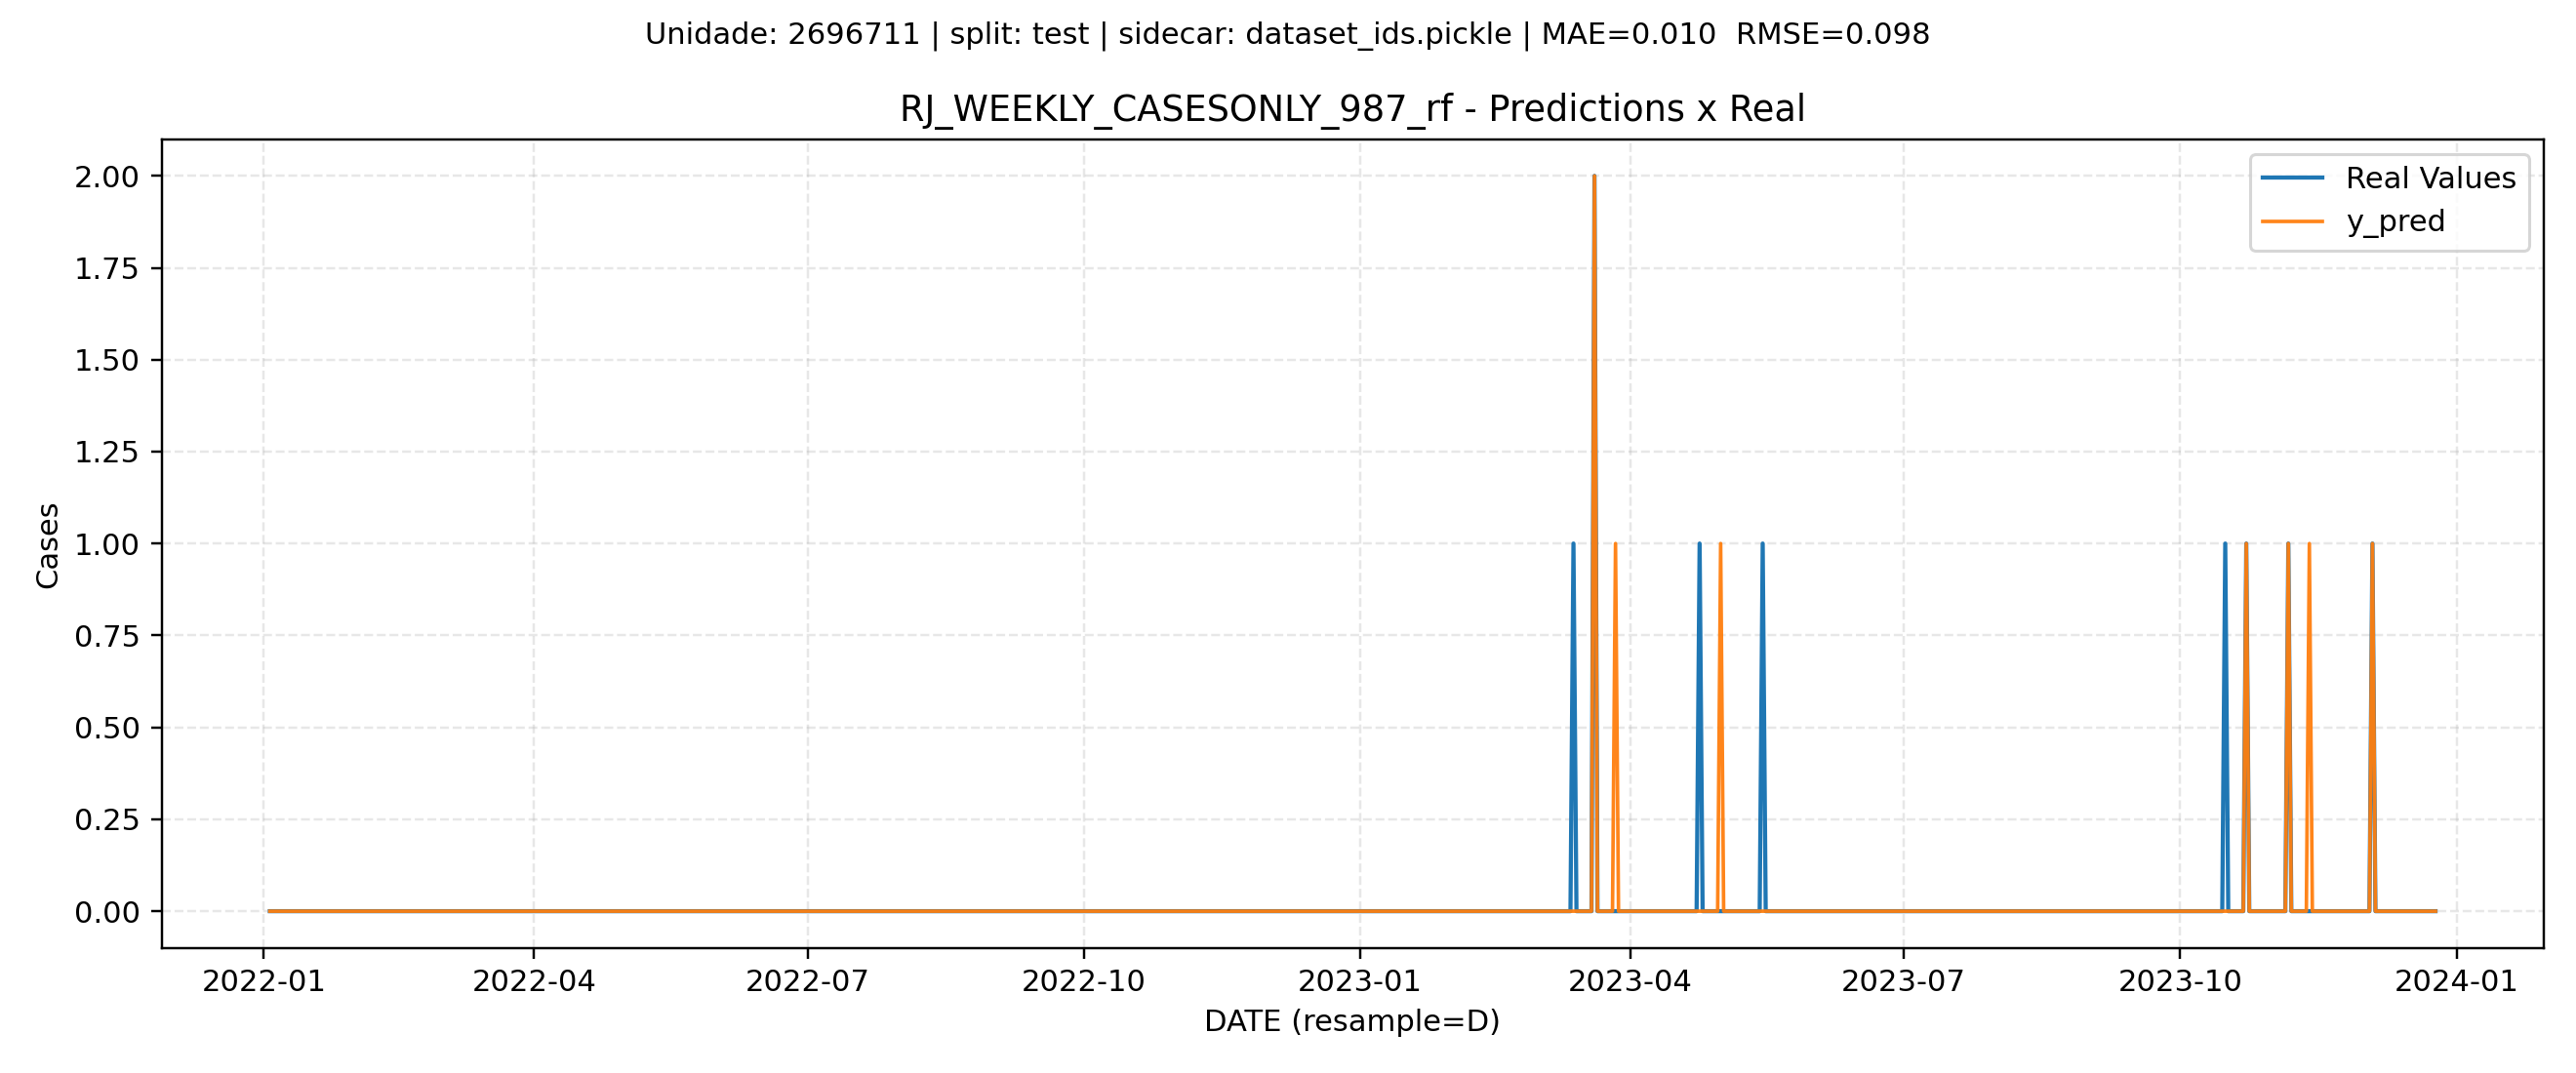 Unidade: 2696711 | split: test | sidecar: dataset_ids.pickle | MAE=0.010  RMSE=0.098
RJ_WEEKLY_CASESONLY_987_rf - Predictions x Real
Real Values
y_pred
Cases
2.00
1.75
1.50
1.25
1.00
0.75
0.50
0.25
0.00
2022-01 2022-04 2022-07 2022-10 2023-01 2023-04 2023-07 2023-10 2024-01
DATE (resample=D)